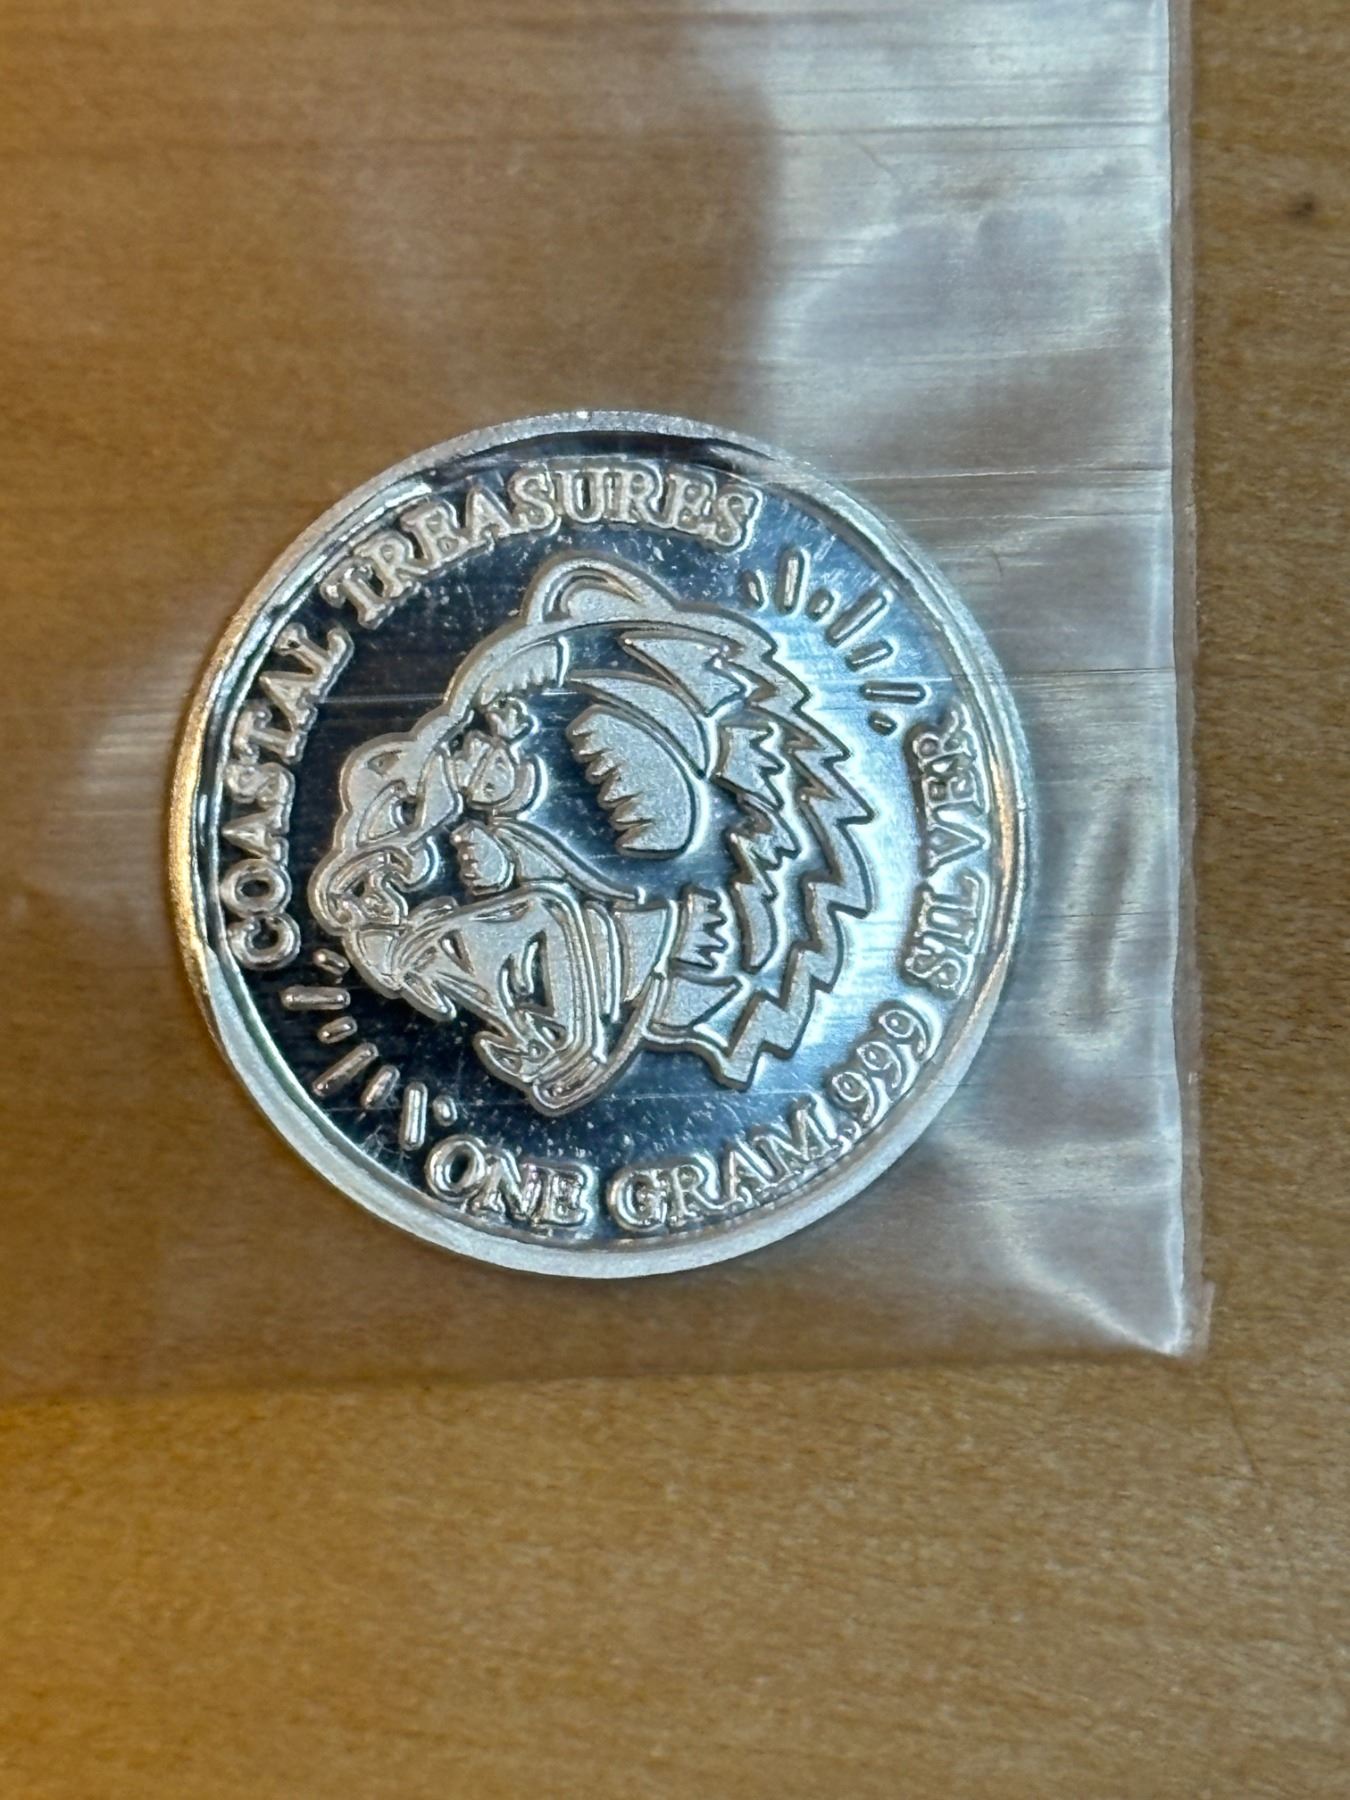 COASTAL TREASURES
ONE GRAM .999 SILVER